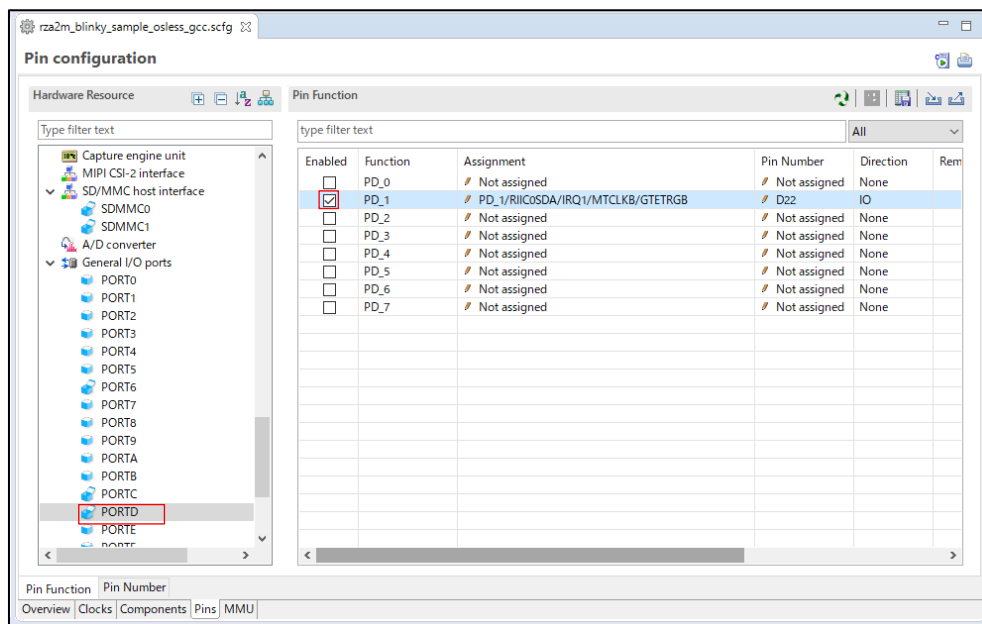 rza2m_blinky_sample_osless_gcc.scfg
Pin configuration
Hardware Resource
Type filter text
Capture engine unit
MIPI CSI-2 interface
SD/MMC host interface
SDMMC0
SDMMC1
A/D converter
General I/O ports
PORT0
PORT1
PORT2
PORT3
PORT4
PORT5
PORT6
PORT7
PORT8
PORT9
PORTA
PORTB
PORTC
PORTD
PORTE
Pin Function
type filter text All
Enabled Function Assignment Pin Number Direction Rem
PD_0 Not assigned Not assigned None
PD_1 PD_1/RIIC0SDA/IRQ1/MTCLKB/GTETRGB D22 IO
PD_2 Not assigned Not assigned None
PD_3 Not assigned Not assigned None
PD_4 Not assigned Not assigned None
PD_5 Not assigned Not assigned None
PD_6 Not assigned Not assigned None
PD_7 Not assigned Not assigned None
Pin Function Pin Number
Overview Clocks Components Pins MMU